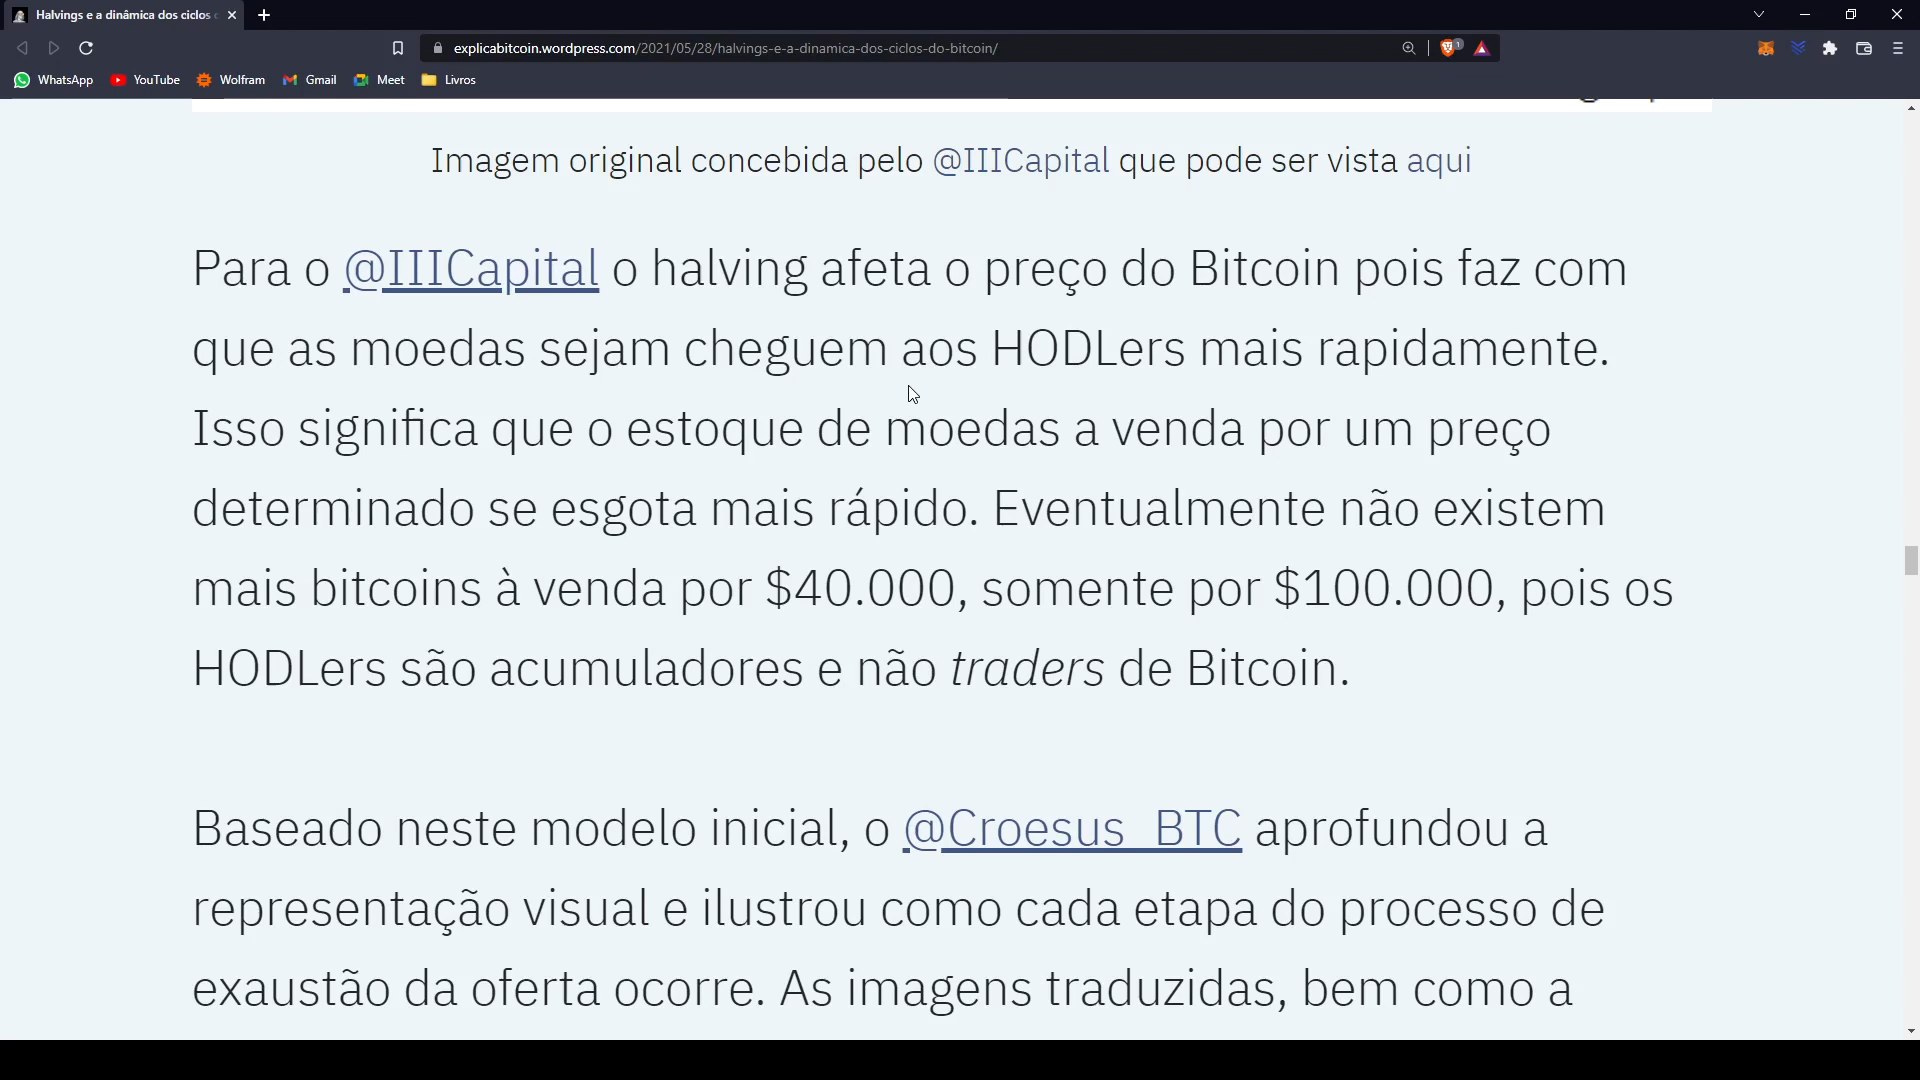 Halvings e a dinâmica dos ciclos
explicabitcoin.wordpress.com/2021/05/28/halvings-e-a-dinamica-dos-ciclos-do-bitcoin/
1
WhatsApp YouTube Wolfram Gmail Meet Livros
Imagem original concebida pelo @IIICapital que pode ser vista aqui
Para o @IIICapital o halving afeta o preço do Bitcoin pois faz com
que as moedas sejam cheguem aos HODLers mais rapidamente.
Isso significa que o estoque de moedas a venda por um preço
determinado se esgota mais rápido. Eventualmente não existem
mais bitcoins à venda por $40.000, somente por $100.000, pois os
HODLers são acumuladores e não traders de Bitcoin.
Baseado neste modelo inicial, o @Croesus_BTC aprofundou a
representação visual e ilustrou como cada etapa do processo de
exaustão da oferta ocorre. As imagens traduzidas, bem como a